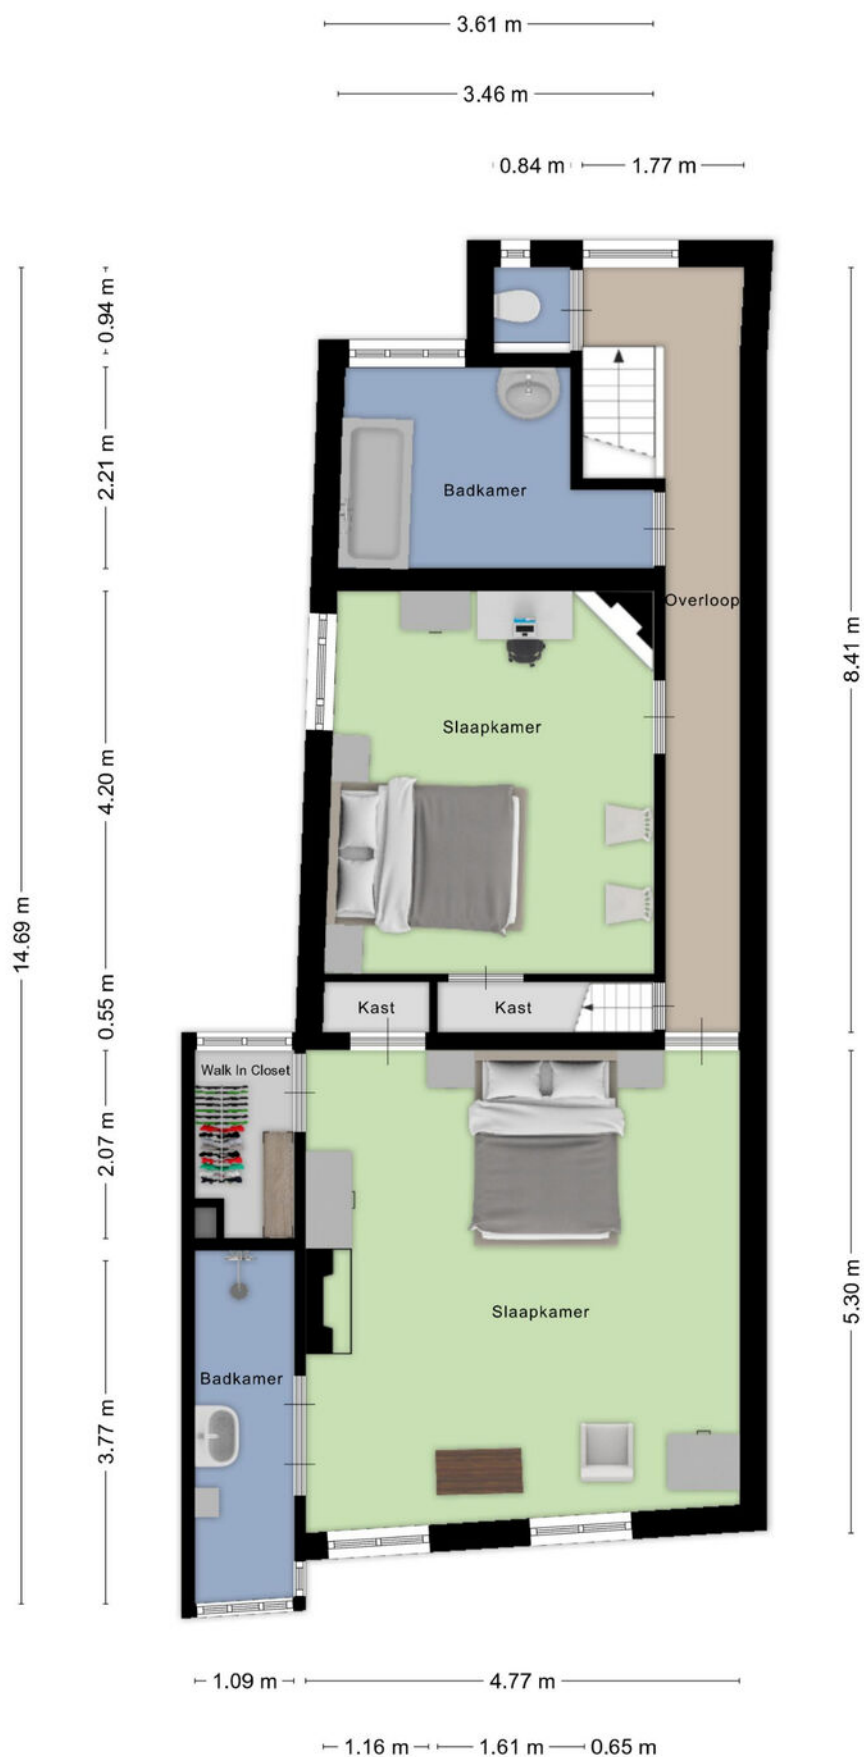 3.61 m
3.46 m
0.84 m
1.77 m
0.94 m
2.21 m
Badkamer
Overloop
8.41 m
Slaapkamer
4.20 m
14.69 m
0.55 m
Kast
Kast
Walk In Closet
2.07 m
5.30 m
Slaapkamer
Badkamer
3.77 m
1.09 m
4.77 m
1.16 m
1.61 m
0.65 m